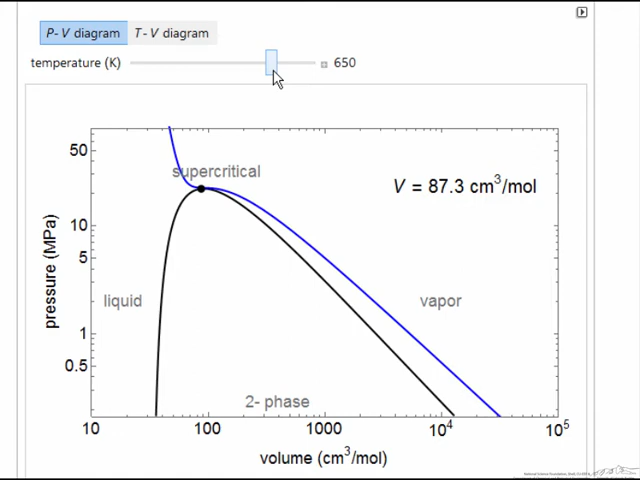 P-V diagram T-V diagram
temperature (K) 650
50
supercritical
V = 87.3 cm³/mol
10
5
pressure (MPa)
liquid
vapor
1
0.5
2- phase
10 100 1000 10⁴ 10⁵
volume (cm³/mol)